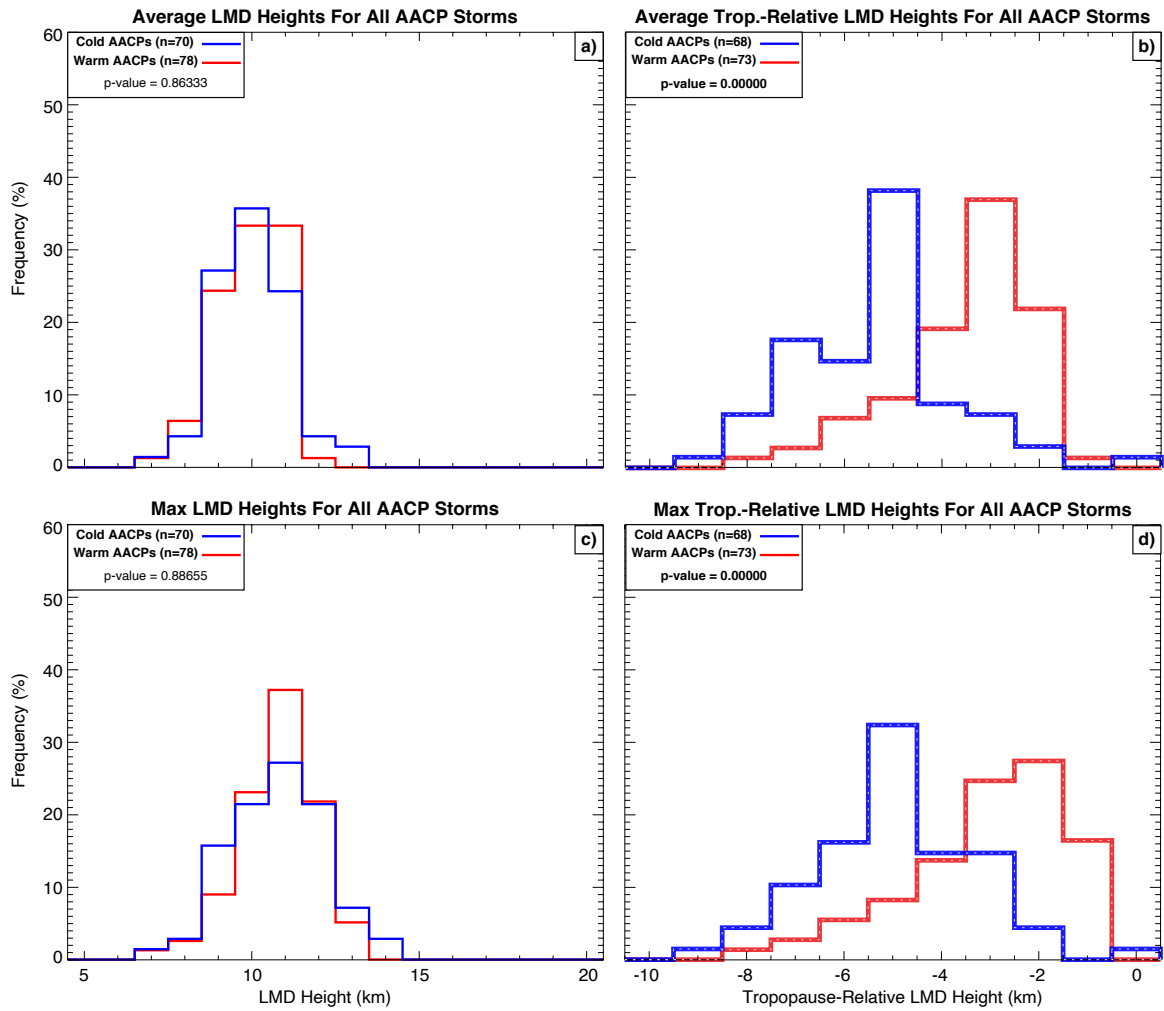 Average LMD Heights For All AACP Storms
60
50
40
30
20
10
0
Frequency (%)
Cold AACPs (n=70)
Warm AACPs (n=78)
p-value = 0.86333
a)
Average Trop.-Relative LMD Heights For All AACP Storms
Cold AACPs (n=68)
Warm AACPs (n=73)
p-value = 0.00000
b)
Max LMD Heights For All AACP Storms
60
50
40
30
20
10
0
Frequency (%)
Cold AACPs (n=70)
Warm AACPs (n=78)
p-value = 0.88655
c)
5 10 15 20
LMD Height (km)
Max Trop.-Relative LMD Heights For All AACP Storms
Cold AACPs (n=68)
Warm AACPs (n=73)
p-value = 0.00000
d)
-10 -8 -6 -4 -2 0
Tropopause-Relative LMD Height (km)